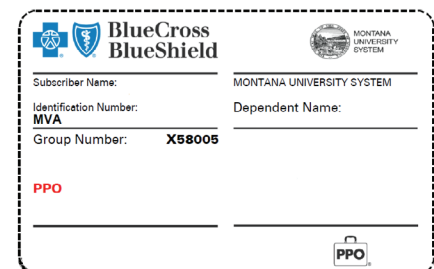 BlueCross
BlueShield
MONTANA
UNIVERSITY
SYSTEM
Subscriber Name:
MONTANA UNIVERSITY SYSTEM
Identification Number:
MVA
Dependent Name:
Group Number: X58005
PPO
PPO